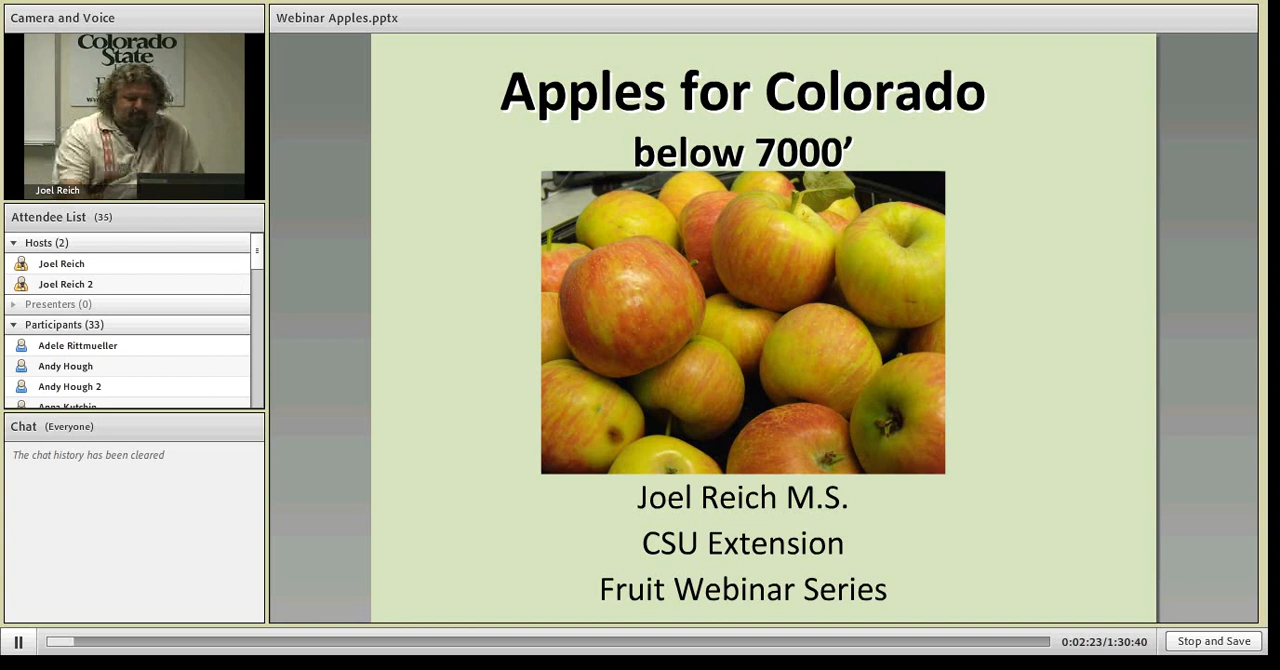 Camera and Voice
Colorado
State
Joel Reich
Attendee List (35)
Hosts (2)
Joel Reich
Joel Reich 2
Presenters (0)
Participants (33)
Adele Rittmueller
Andy Hough
Andy Hough 2
Anna Kutchin
Chat (Everyone)
The chat history has been cleared
Webinar Apples.pptx
Apples for Colorado
below 7000’
Joel Reich M.S.
CSU Extension
Fruit Webinar Series
0:02:23/1:30:40
Stop and Save